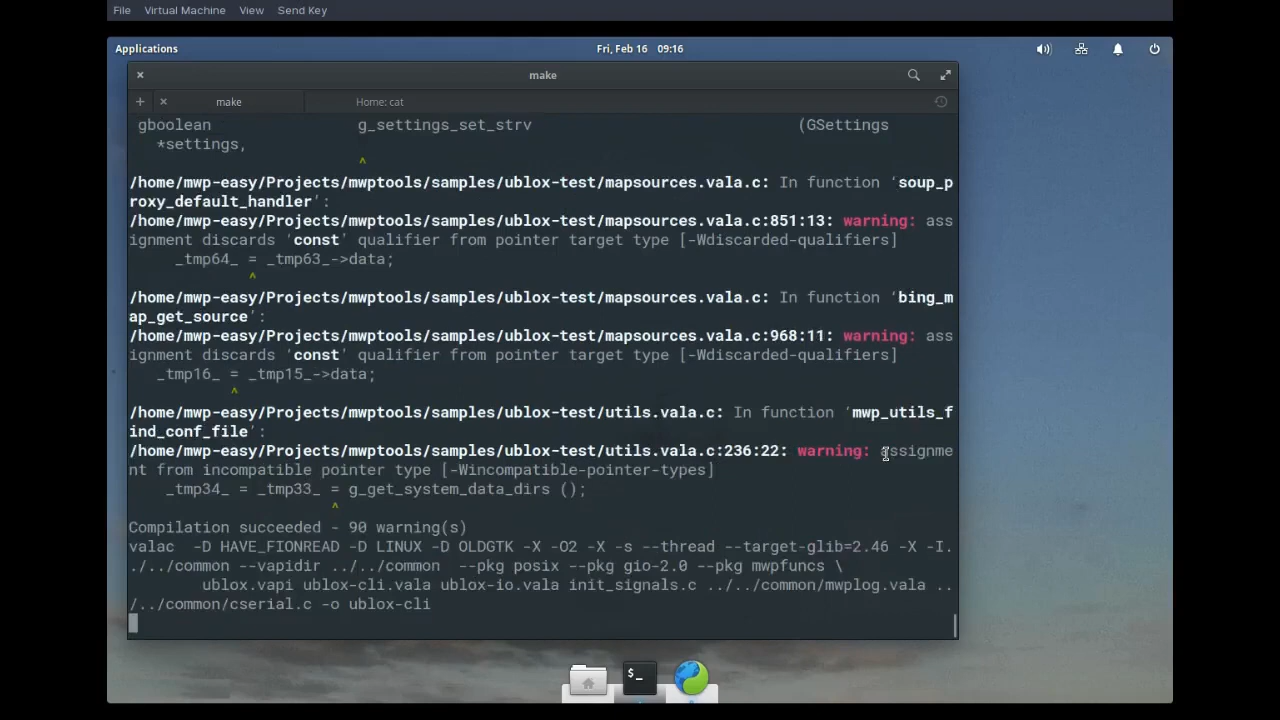 File Virtual Machine View Send Key
Applications Fri, Feb 16 09:16
make
make Home: cat
gboolean g_settings_set_strv (GSettings
*settings,
^
/home/mwp-easy/Projects/mwptools/samples/ublox-test/mapsources.vala.c: In function ‘soup_p
roxy_default_handler’:
/home/mwp-easy/Projects/mwptools/samples/ublox-test/mapsources.vala.c:851:13: warning: ass
ignment discards ‘const’ qualifier from pointer target type [-Wdiscarded-qualifiers]
_tmp64_ = _tmp63_->data;
^
/home/mwp-easy/Projects/mwptools/samples/ublox-test/mapsources.vala.c: In function ‘bing_m
ap_get_source’:
/home/mwp-easy/Projects/mwptools/samples/ublox-test/mapsources.vala.c:968:11: warning: ass
ignment discards ‘const’ qualifier from pointer target type [-Wdiscarded-qualifiers]
_tmp16_ = _tmp15_->data;
^
/home/mwp-easy/Projects/mwptools/samples/ublox-test/utils.vala.c: In function ‘mwp_utils_f
ind_conf_file’:
/home/mwp-easy/Projects/mwptools/samples/ublox-test/utils.vala.c:236:22: warning: assignme
nt from incompatible pointer type [-Wincompatible-pointer-types]
_tmp34_ = _tmp33_ = g_get_system_data_dirs ();
^
Compilation succeeded - 90 warning(s)
valac -D HAVE_FIONREAD -D LINUX -D OLDGTK -X -O2 -X -s --thread --target-glib=2.46 -X -I.
./../common --vapidir ../../common --pkg posix --pkg gio-2.0 --pkg mwpfuncs \
ublox.vapi ublox-cli.vala ublox-io.vala init_signals.c ../../common/mwplog.vala ..
/../common/cserial.c -o ublox-cli
$_